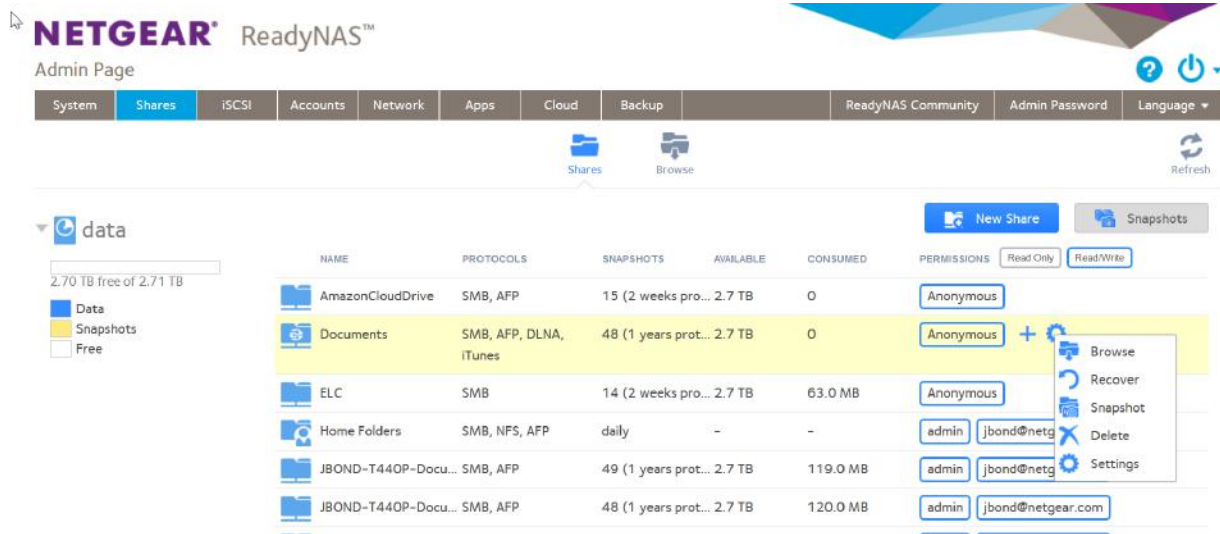 NETGEAR® ReadyNAS™
Admin Page
System Shares iSCSI Accounts Network Apps Cloud Backup ReadyNAS Community Admin Password Language
Shares Browse Refresh
data
New Share Snapshots
2.70 TB free of 2.71 TB
Data
Snapshots
Free
NAME PROTOCOLS SNAPSHOTS AVAILABLE CONSUMED PERMISSIONS Read Only Read/Write
AmazonCloudDrive SMB, AFP 15 (2 weeks pro... 2.7 TB 0 Anonymous
Documents SMB, AFP, DLNA, 48 (1 years prot... 2.7 TB 0 Anonymous
iTunes
Browse
Recover
Snapshot
Delete
Settings
ELC SMB 14 (2 weeks pro... 2.7 TB 63.0 MB Anonymous
Home Folders SMB, NFS, AFP daily - - admin jbond@netg
JBOND-T440P-Docu... SMB, AFP 49 (1 years prot... 2.7 TB 119.0 MB admin jbond@netg
JBOND-T440P-Docu... SMB, AFP 48 (1 years prot... 2.7 TB 120.0 MB admin jbond@netgear.com